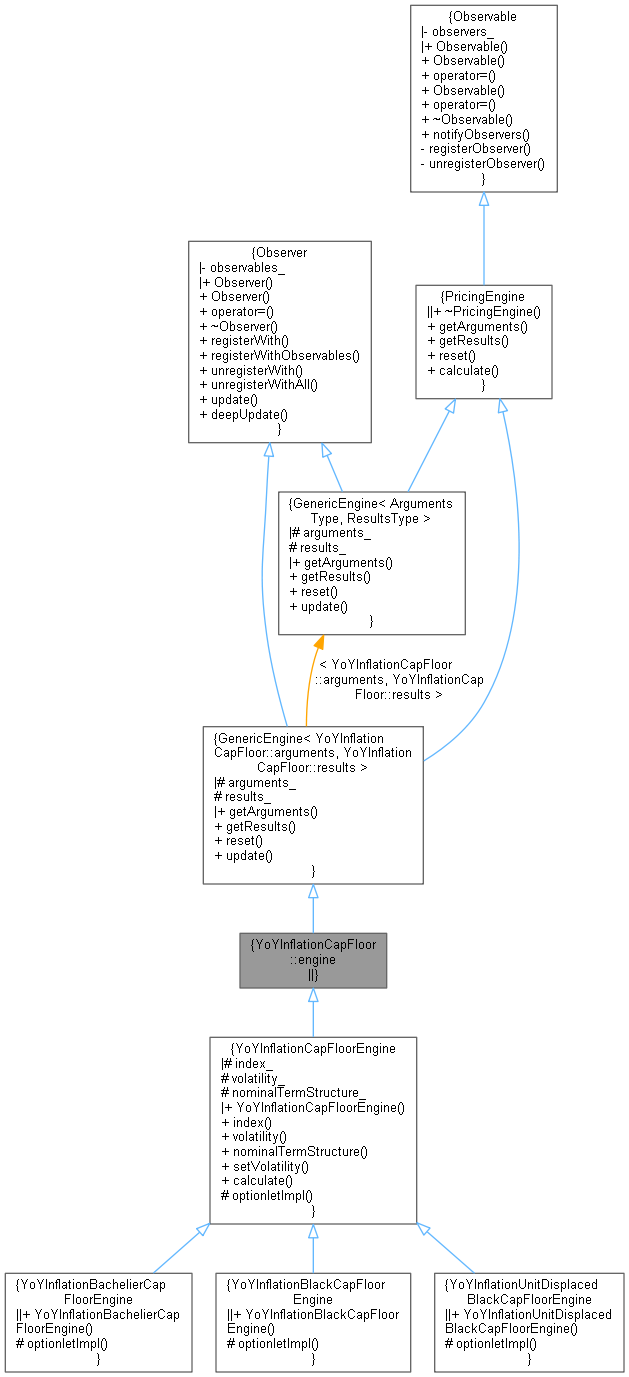 {Observable
|- observers_
|+ Observable()
+ Observable()
+ operator=()
+ Observable()
+ operator=()
+ ~Observable()
+ notifyObservers()
- registerObserver()
- unregisterObserver()
}
{Observer
|- observables_
|+ Observer()
+ Observer()
+ operator=()
+ ~Observer()
+ registerWith()
+ registerWithObservables()
+ unregisterWith()
+ unregisterWithAll()
+ update()
+ deepUpdate()
}
{PricingEngine
||+ ~PricingEngine()
+ getArguments()
+ getResults()
+ reset()
+ calculate()
}
{GenericEngine< Arguments
Type, ResultsType >
|# arguments_
# results_
|+ getArguments()
+ getResults()
+ reset()
+ update()
}
< YoYInflationCapFloor
::arguments, YoYInflationCap
Floor::results >
{GenericEngine< YoYInflation
CapFloor::arguments, YoYInflation
CapFloor::results >
|# arguments_
# results_
|+ getArguments()
+ getResults()
+ reset()
+ update()
}
{YoYInflationCapFloor
::engine
||}
{YoYInflationCapFloorEngine
|# index_
# volatility_
# nominalTermStructure_
|+ YoYInflationCapFloorEngine()
+ index()
+ volatility()
+ nominalTermStructure()
+ setVolatility()
+ calculate()
# optionletImpl()
}
{YoYInflationBachelierCap
FloorEngine
||+ YoYInflationBachelierCap
FloorEngine()
# optionletImpl()
}
{YoYInflationBlackCapFloor
Engine
||+ YoYInflationBlackCapFloor
Engine()
# optionletImpl()
}
{YoYInflationUnitDisplaced
BlackCapFloorEngine
||+ YoYInflationUnitDisplaced
BlackCapFloorEngine()
# optionletImpl()
}